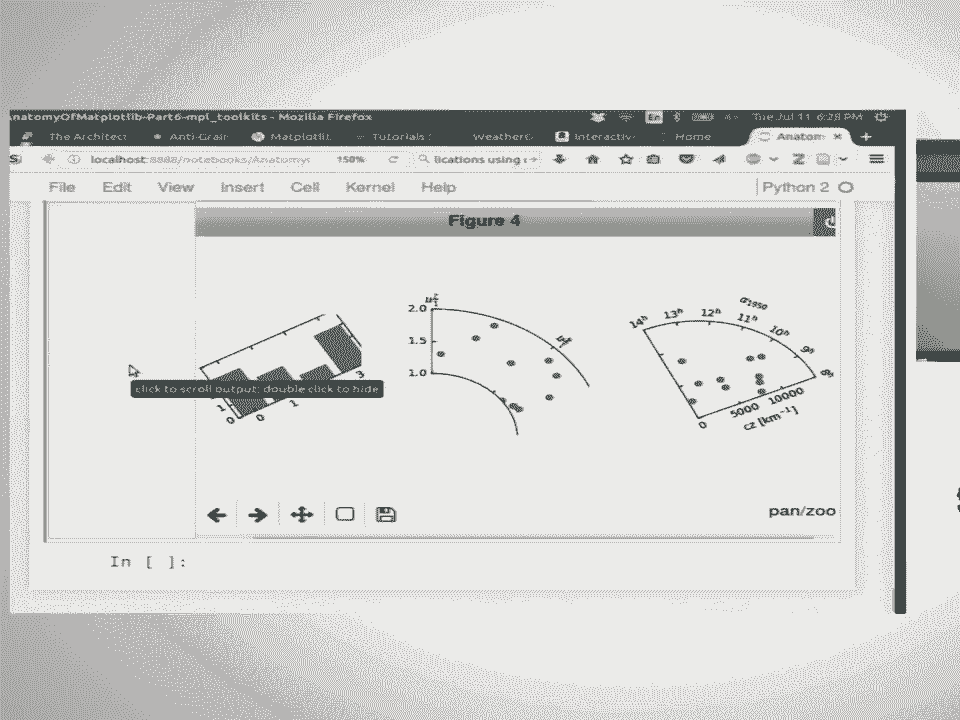 AnatomyOfMatplotlib-Part6-mpl_toolkits - Mozilla Firefox En Tue Jul 11 6:28 PM
The Architect Anti-Grain Matplotlit Tutorials Weather Interactiv Home Anatom
localhost:8888/notebooks/Anatomy 150% lications using
File Edit View Insert Cell Kernel Help Python 2
Figure 4
2.0
1.5
1.0
14h 13h 12h 11h 10h 9h 8h
α1950
click to scroll output; double click to hide
3
1
0 0 1
0 5000 10000
cz [km⁻¹]
pan/zoo
In [ ]: